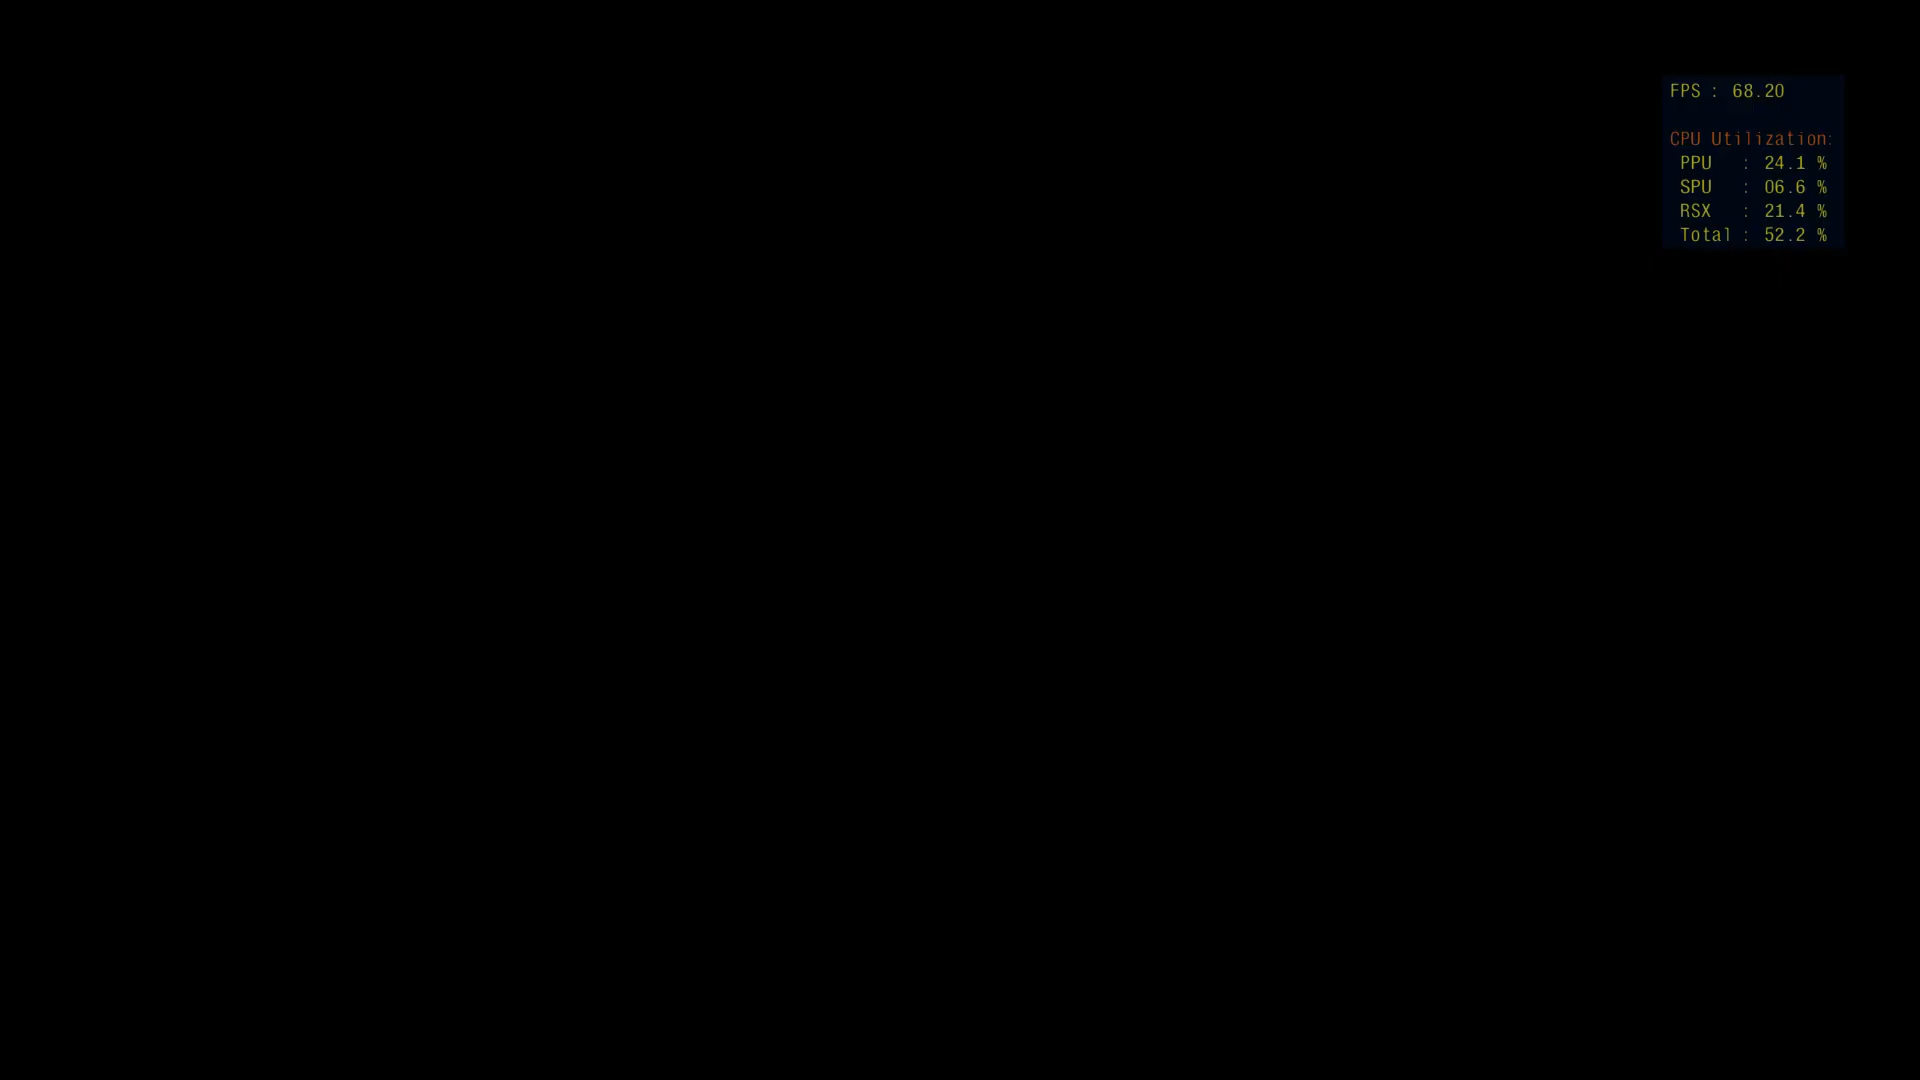 FPS : 68.20
CPU Utilization:
PPU : 24.1 %
SPU : 06.6 %
RSX : 21.4 %
Total : 52.2 %